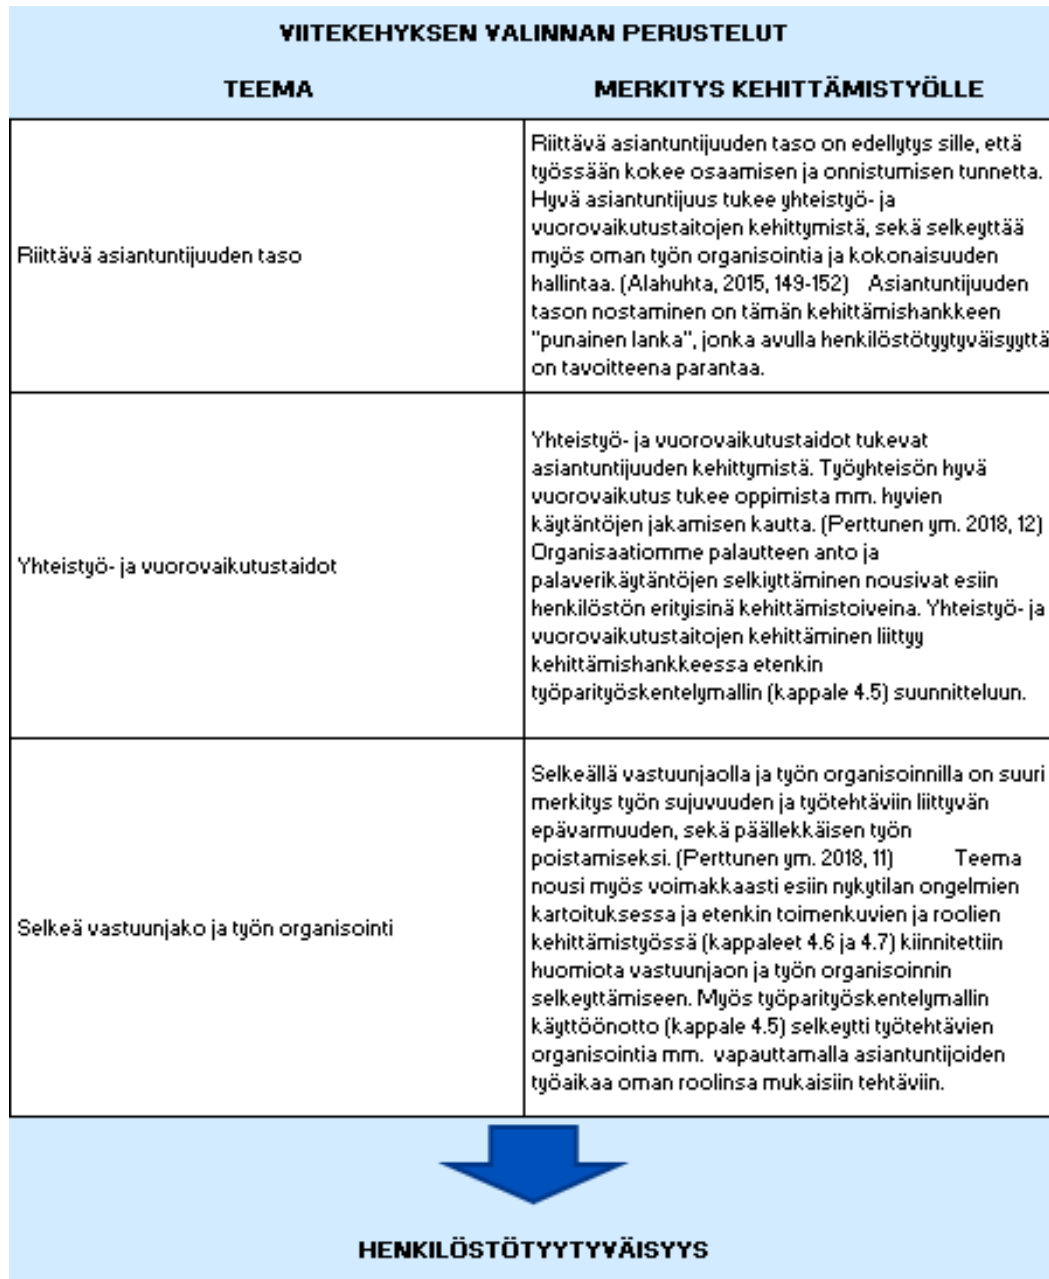 VIITEKEHYKSEN VALINNAN PERUSTELUT
TEEMA
MERKITYS KEHITTÄMISTYÖLLE
Riittävä asiantuntijuuden taso
Riittävä asiantuntijuuden taso on edellytys sille, että
työssään kokee osaamisen ja onnistumisen tunnetta.
Hyvä asiantuntijuus tukee yhteistyö- ja
vuorovaikutustaitojen kehittymistä, sekä selkeyttää
myös oman työn organisointia ja kokonaisuuden
hallintaa. (Alahuhta, 2015, 149-152) Asiantuntijuuden
tason nostaminen on tämän kehittämishankkeen
"punainen lanka", jonka avulla henkilöstötyytyväisyyttä
on tavoitteena parantaa.
Yhteistyö- ja vuorovaikutustaidot
Yhteistyö- ja vuorovaikutustaidot tukevat
asiantuntijuuden kehittymistä. Työyhteisön hyvä
vuorovaikutus tukee oppimista mm. hyvien
käytäntöjen jakamisen kautta. (Perttunen ym. 2018, 12)
Organisaatiomme palautteen anto ja
palaverikäytäntöjen selkiyttäminen nousivat esiin
henkilöstön erityisinä kehittämistoiveina. Yhteistyö- ja
vuorovaikutustaitojen kehittäminen liittyy
kehittämishankkeessa etenkin
työparityöskentelymallin (kappale 4.5) suunnitteluun.
Selkeä vastuunjako ja työn organisointi
Selkeällä vastuunjaolla ja työn organisoinnilla on suuri
merkitys työn sujuvuuden ja työtehtäviin liittyvän
epävarmuuden, sekä päällekkäisen työn
poistamiseksi. (Perttunen ym. 2018, 11) Teema
nousi myös voimakkaasti esiin nykytilan ongelmien
kartoituksessa ja etenkin toimenkuvien ja roolien
kehittämistyössä (kappaleet 4.6 ja 4.7) kiinnitettiin
huomiota vastuunjaon ja työn organisoinnin
selkeyttämiseen. Myös työparityöskentelymallin
käyttöönotto (kappale 4.5) selkeytti työtehtävien
organisointia mm. vapauttamalla asiantuntijoiden
työaikaa oman roolinsa mukaisiin tehtäviin.
HENKILÖSTÖTYYTYVÄISYYS